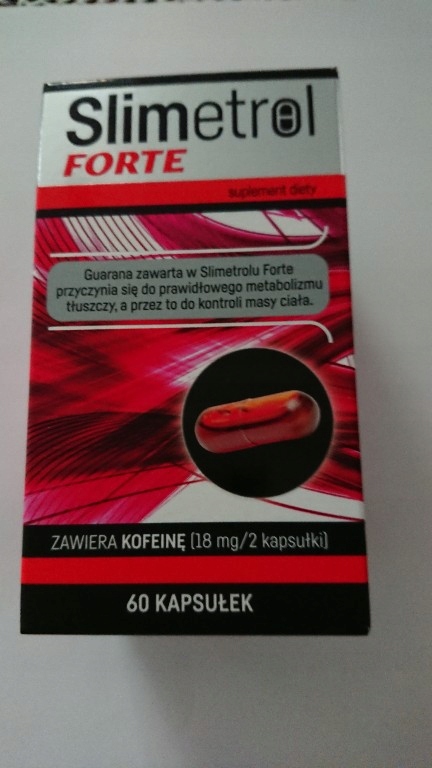 Slimetrol
FORTE
suplement diety
Guarana zawarta w Slimetrolu Forte
przyczynia się do prawidłowego metabolizmu
tłuszczy, a przez to do kontroli masy ciała.
ZAWIERA KOFEINĘ (18 mg/2 kapsułki)
60 KAPSUŁEK